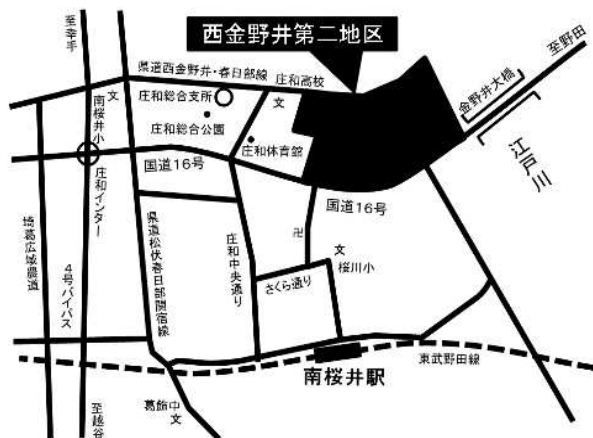 西金野井第二地区
至幸手
至野田
県道西金野井・春日部線
庄和高校
金野井大橋
文
庄和総合支所
文
南桜井小
庄和総合公園
庄和体育館
江戸川
国道16号
庄和インター
国道16号
卍
埼葛広域農道
4号バイパス
県道松伏春日部関宿線
庄和中央通り
文
桜川小
さくら通り
東武野田線
南桜井駅
葛飾中
文
至越谷